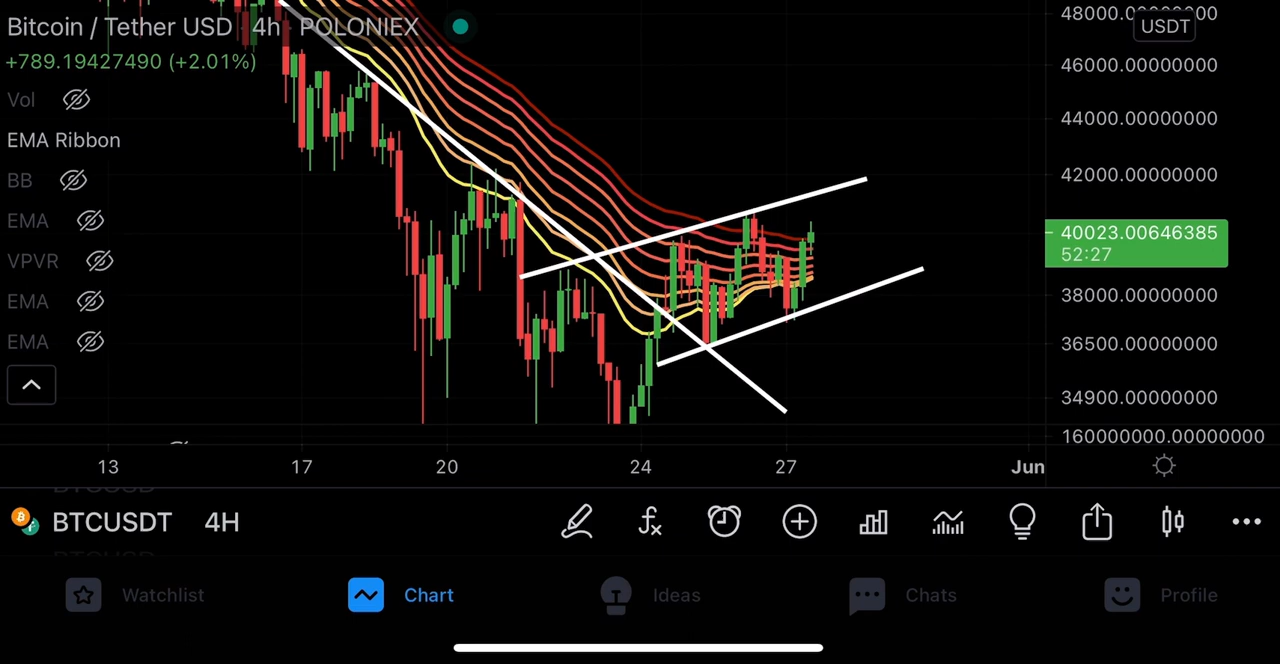 Bitcoin / Tether USD · 4h · POLONIEX
+789.19427490 (+2.01%)
Vol
EMA Ribbon
BB
EMA
VPVR
EMA
EMA
48000.00000000
USDT
46000.00000000
44000.00000000
42000.00000000
40023.00646385
52:27
38000.00000000
36500.00000000
34900.00000000
160000000.00000000
13
17
20
24
27
Jun
BTCUSDT 4H
Watchlist
Chart
Ideas
Chats
Profile